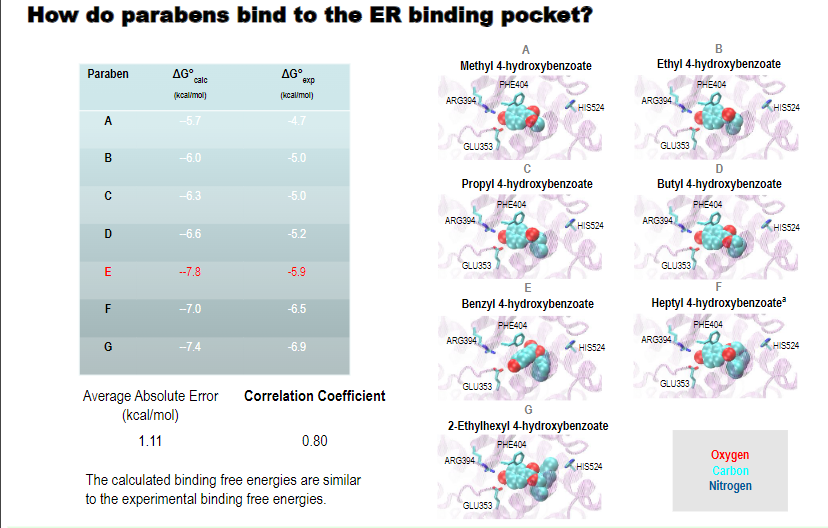 How do parabens bind to the ER binding pocket?
Paraben ΔG°calc ΔG°exp
(kcal/mol) (kcal/mol)
A –5.7 -4.7
B –6.0 -5.0
C –6.3 -5.0
D –6.6 -5.2
E –-7.8 -5.9
F –7.0 -6.5
G –7.4 -6.9
Average Absolute Error
(kcal/mol)
Correlation Coefficient
1.11
0.80
The calculated binding free energies are similar
to the experimental binding free energies.
A
Methyl 4-hydroxybenzoate
PHE404
ARG394
HIS524
GLU353
B
Ethyl 4-hydroxybenzoate
PHE404
ARG394
HIS524
GLU353
C
Propyl 4-hydroxybenzoate
PHE404
ARG394
HIS524
GLU353
D
Butyl 4-hydroxybenzoate
PHE404
ARG394
HIS524
GLU353
E
Benzyl 4-hydroxybenzoate
PHE404
ARG394
HIS524
GLU353
F
Heptyl 4-hydroxybenzoateª
PHE404
ARG394
HIS524
GLU353
G
2-Ethylhexyl 4-hydroxybenzoate
PHE404
ARG394
HIS524
GLU353
Oxygen
Carbon
Nitrogen